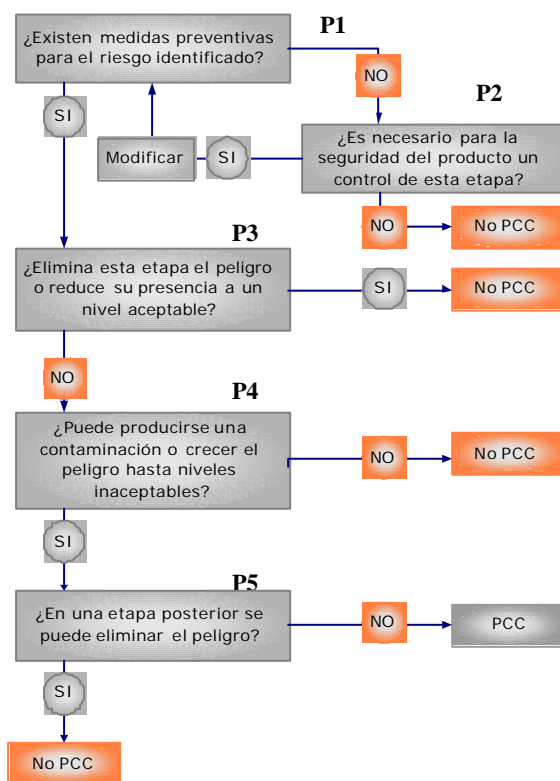 P1
¿Existen medidas preventivas
para el riesgo identificado?
NO
SI
P2
¿Es necesario para la
seguridad del producto un
control de esta etapa?
SI
Modificar
NO
No PCC
P3
¿Elimina esta etapa el peligro
o reduce su presencia a un
nivel aceptable?
SI
No PCC
NO
P4
¿Puede producirse una
contaminación o crecer el
peligro hasta niveles
inaceptables?
NO
No PCC
SI
P5
¿En una etapa posterior se
puede eliminar el peligro?
NO
PCC
SI
No PCC